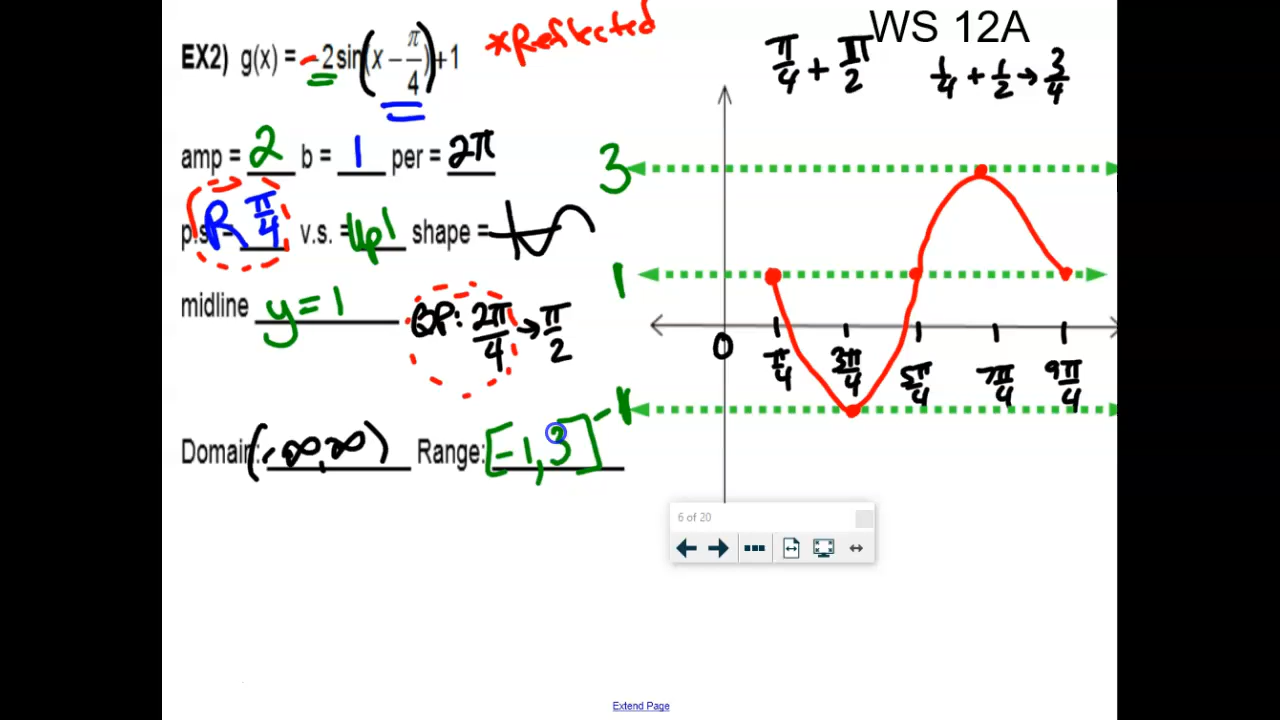 WS 12A
EX2) g(x) = -2sin(x - π/4) + 1
*Reflected
π/4 + π/2
1/4 + 1/2 → 3/4
amp = 2 b = 1 per = 2π
p.s. = R π/4 v.s. = up 1 shape =
midline y = 1
BP: 2π/4 → π/2
Domain: (-∞, ∞) Range: [-1, 3]
3
1
0
π/4 3π/4 5π/4 7π/4 9π/4
-1
6 of 20
Extend Page